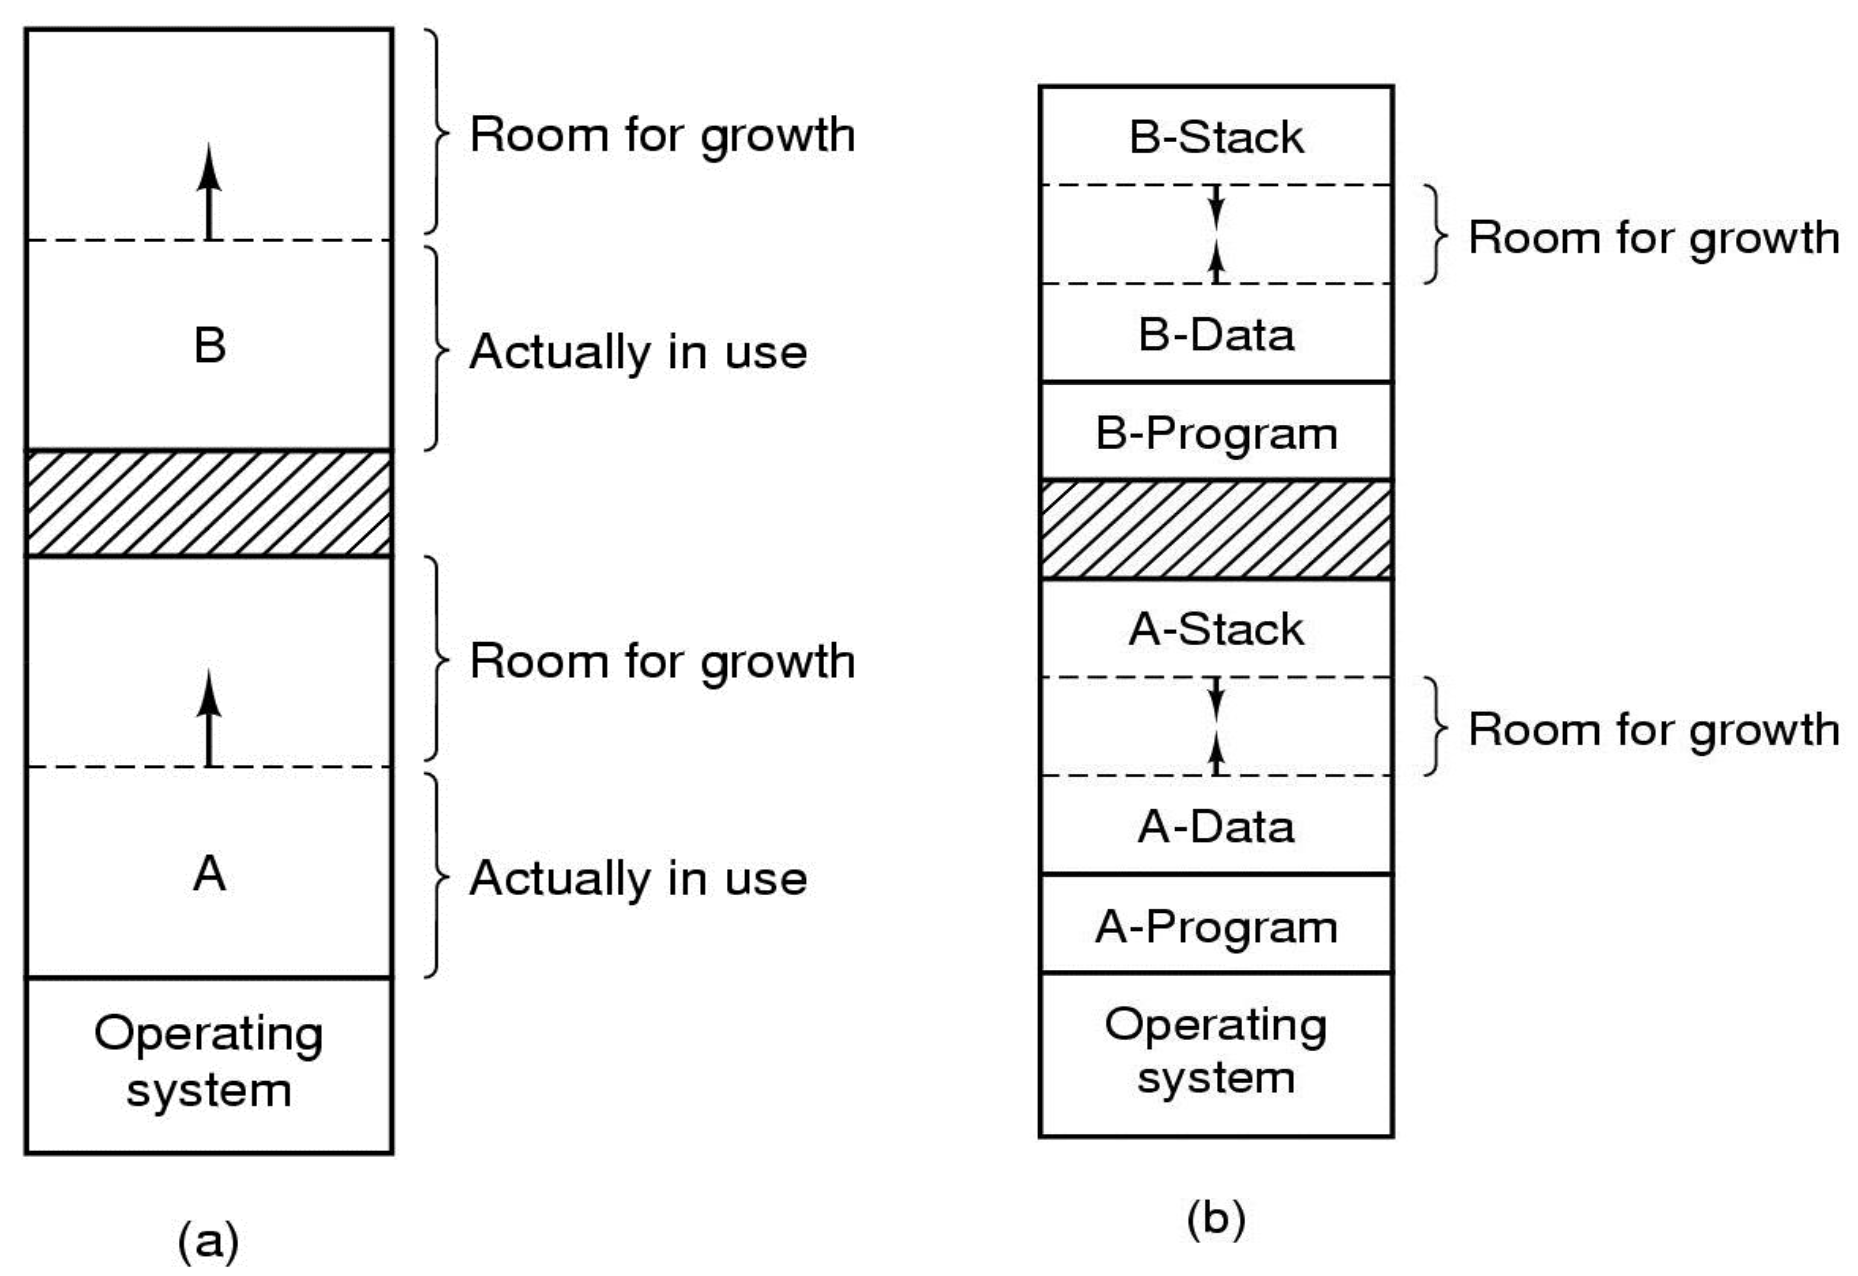 Room for growth
B
Actually in use
Room for growth
A
Actually in use
Operating
system
(a)
B-Stack
Room for growth
B-Data
B-Program
A-Stack
Room for growth
A-Data
A-Program
Operating
system
(b)